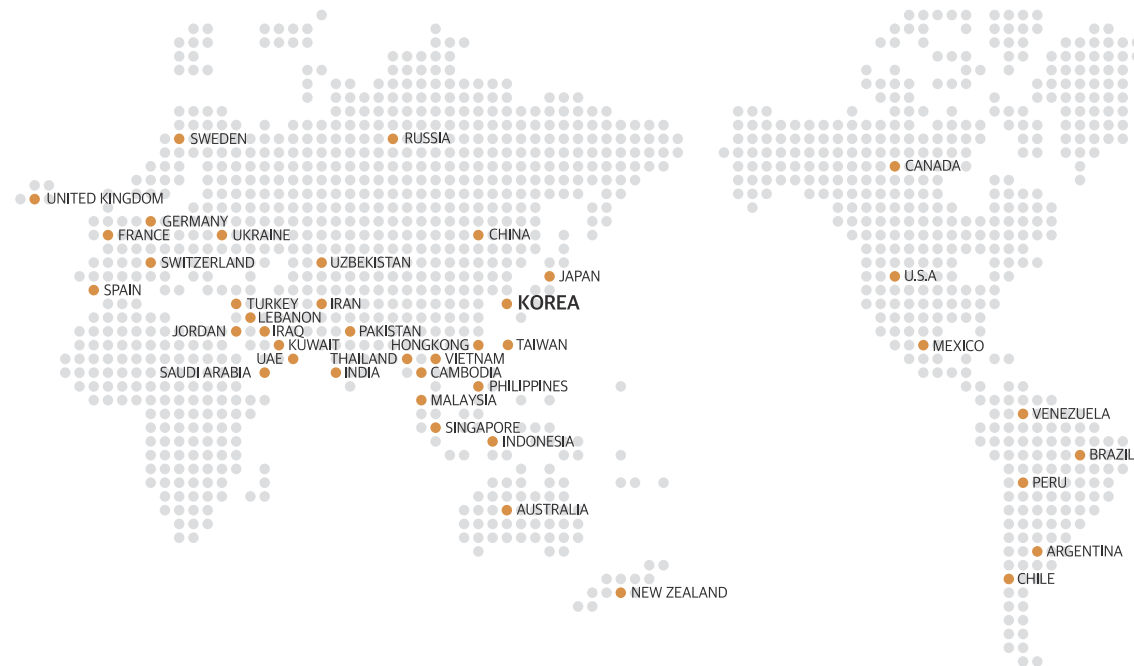 SWEDEN
RUSSIA
CANADA
UNITED KINGDOM
GERMANY
FRANCE
UKRAINE
CHINA
SWITZERLAND
UZBEKISTAN
JAPAN
U.S.A
SPAIN
TURKEY
IRAN
KOREA
LEBANON
JORDAN
IRAQ
PAKISTAN
HONGKONG
TAIWAN
KUWAIT
MEXICO
UAE
THAILAND
VIETNAM
SAUDI ARABIA
INDIA
CAMBODIA
PHILIPPINES
MALAYSIA
VENEZUELA
SINGAPORE
INDONESIA
BRAZIL
PERU
AUSTRALIA
ARGENTINA
CHILE
NEW ZEALAND